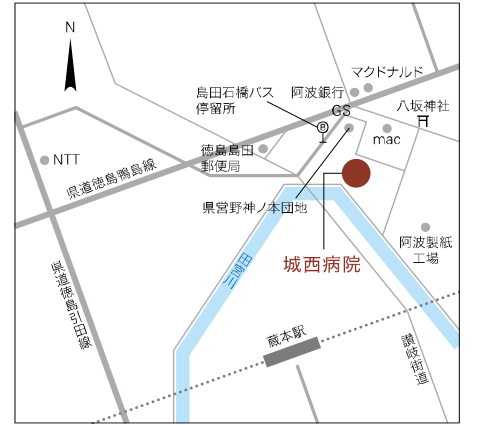 N
マクドナルド
島田石橋バス
停留所
阿波銀行
GS
八坂神社
P
mac
徳島島田
郵便局
NTT
県道徳島鴨島線
県営野神ノ本団地
阿波製紙
工場
城西病院
田宮川
県道徳島引田線
蔵本駅
讃岐街道